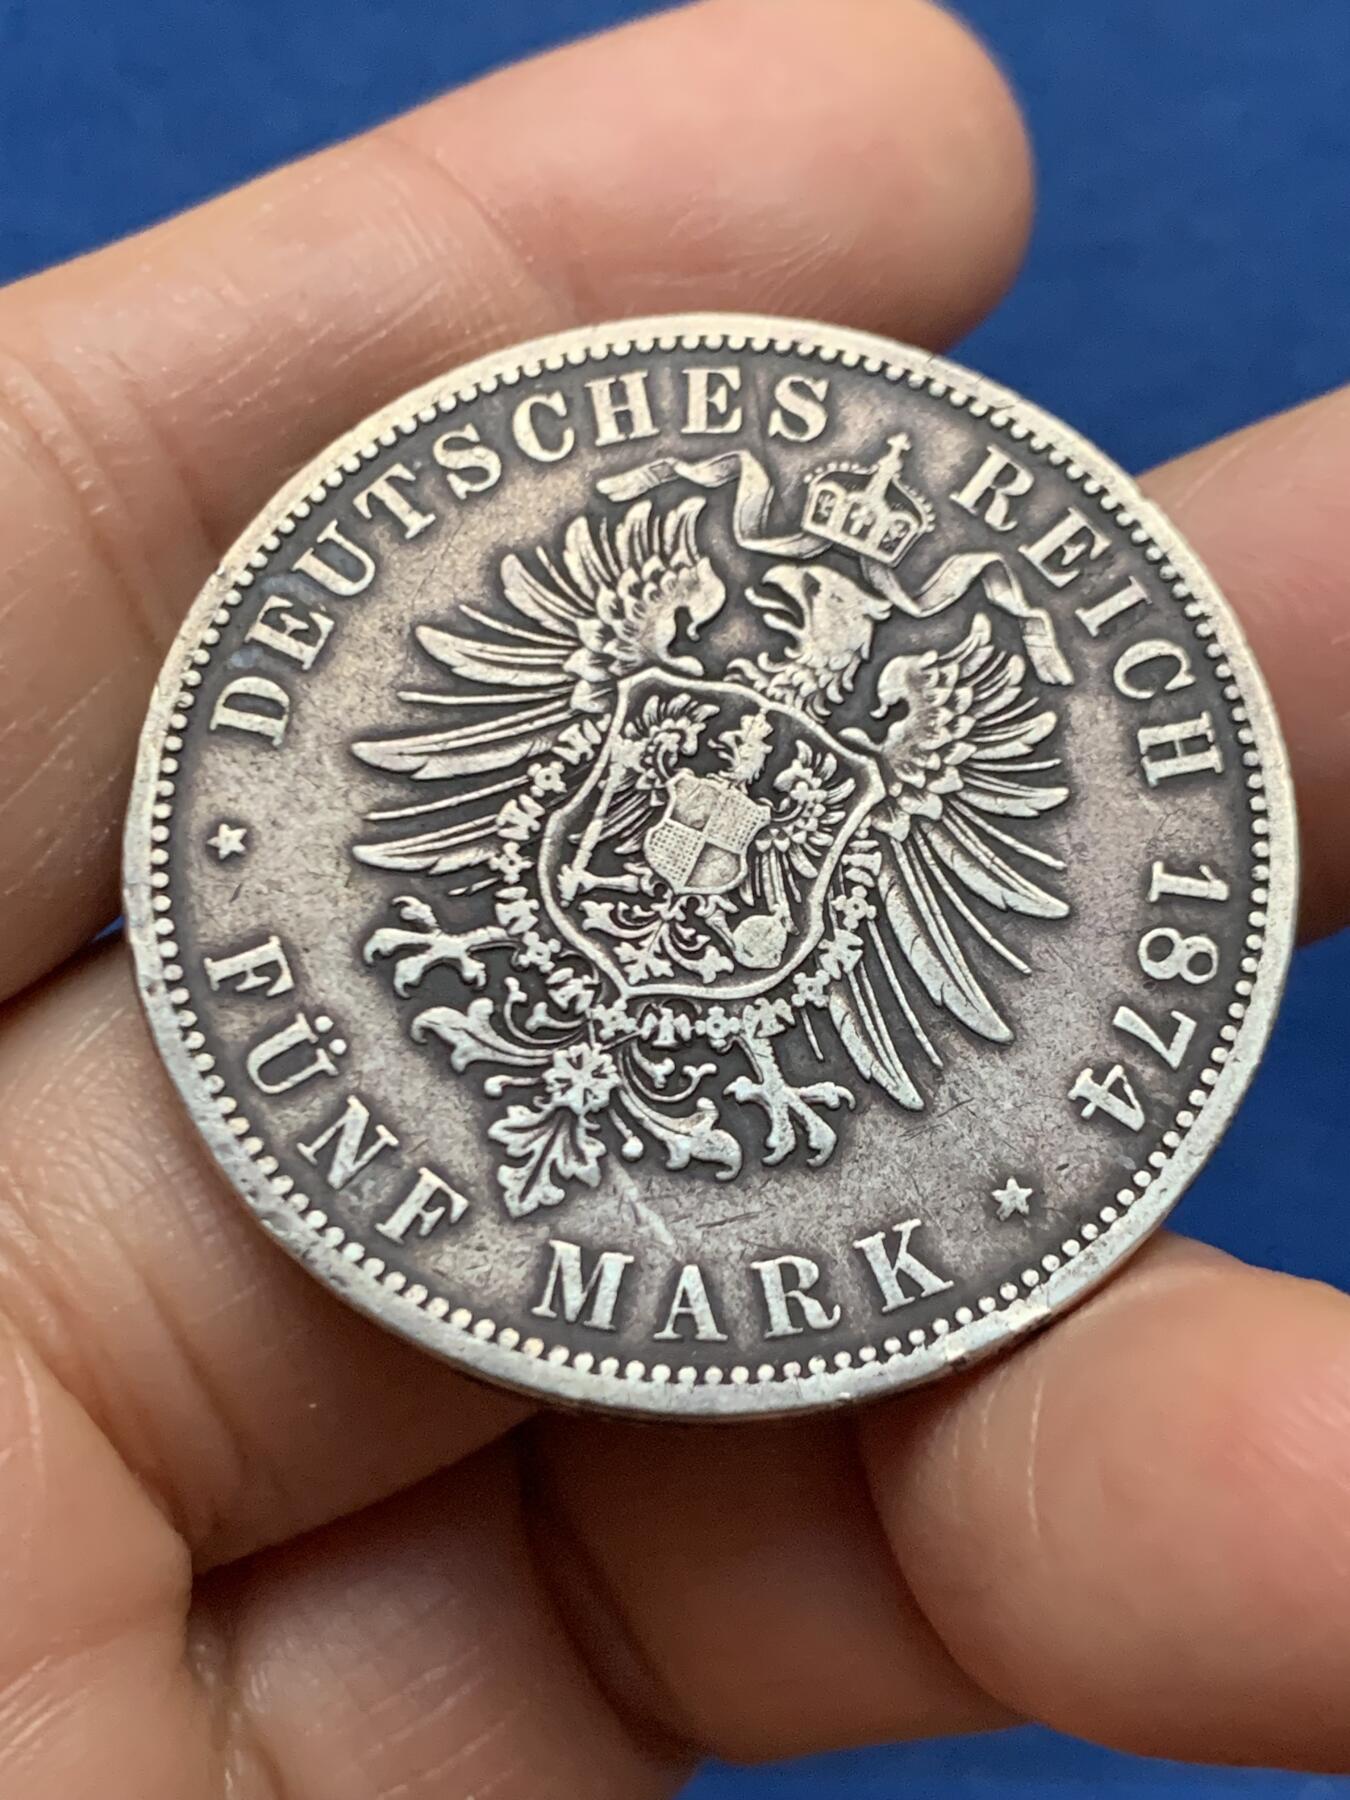 DEUTSCHES REICH 1874
* FÜNF MARK *